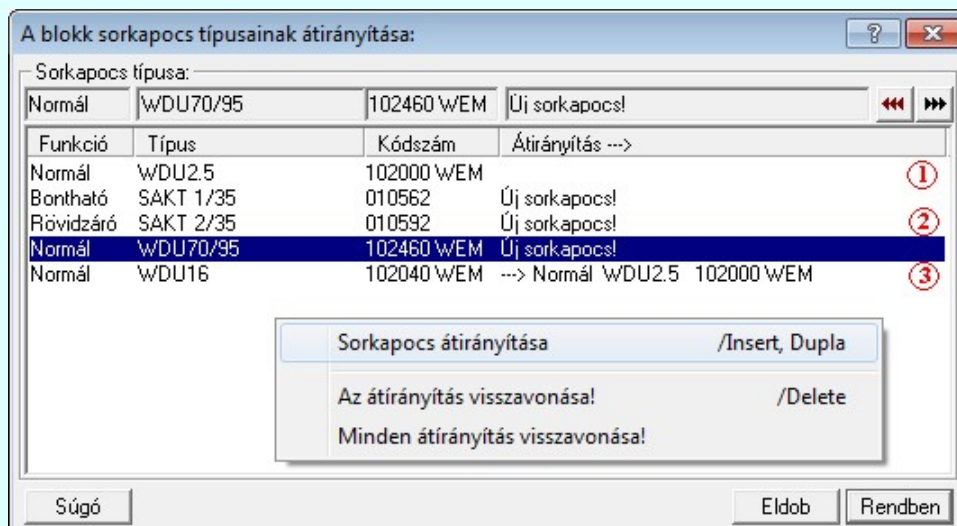 A blokk sorkapocs típusainak átirányítása:
Sorkapocs típusa:
Normál WDU70/95 102460 WEM Új sorkapocs!
Funkció Típus Kódszám Átirányítás --->
Normál WDU2.5 102000 WEM ①
Bontható SAKT 1/35 010562 Új sorkapocs!
Rövidzáró SAKT 2/35 010592 Új sorkapocs! ②
Normál WDU70/95 102460 WEM Új sorkapocs!
Normál WDU16 102040 WEM ---> Normál WDU2.5 102000 WEM ③
Sorkapocs átirányítása /Insert, Dupla
Az átírányítás visszavonása! /Delete
Minden átírányítás visszavonása!
Súgó Eldob Rendben